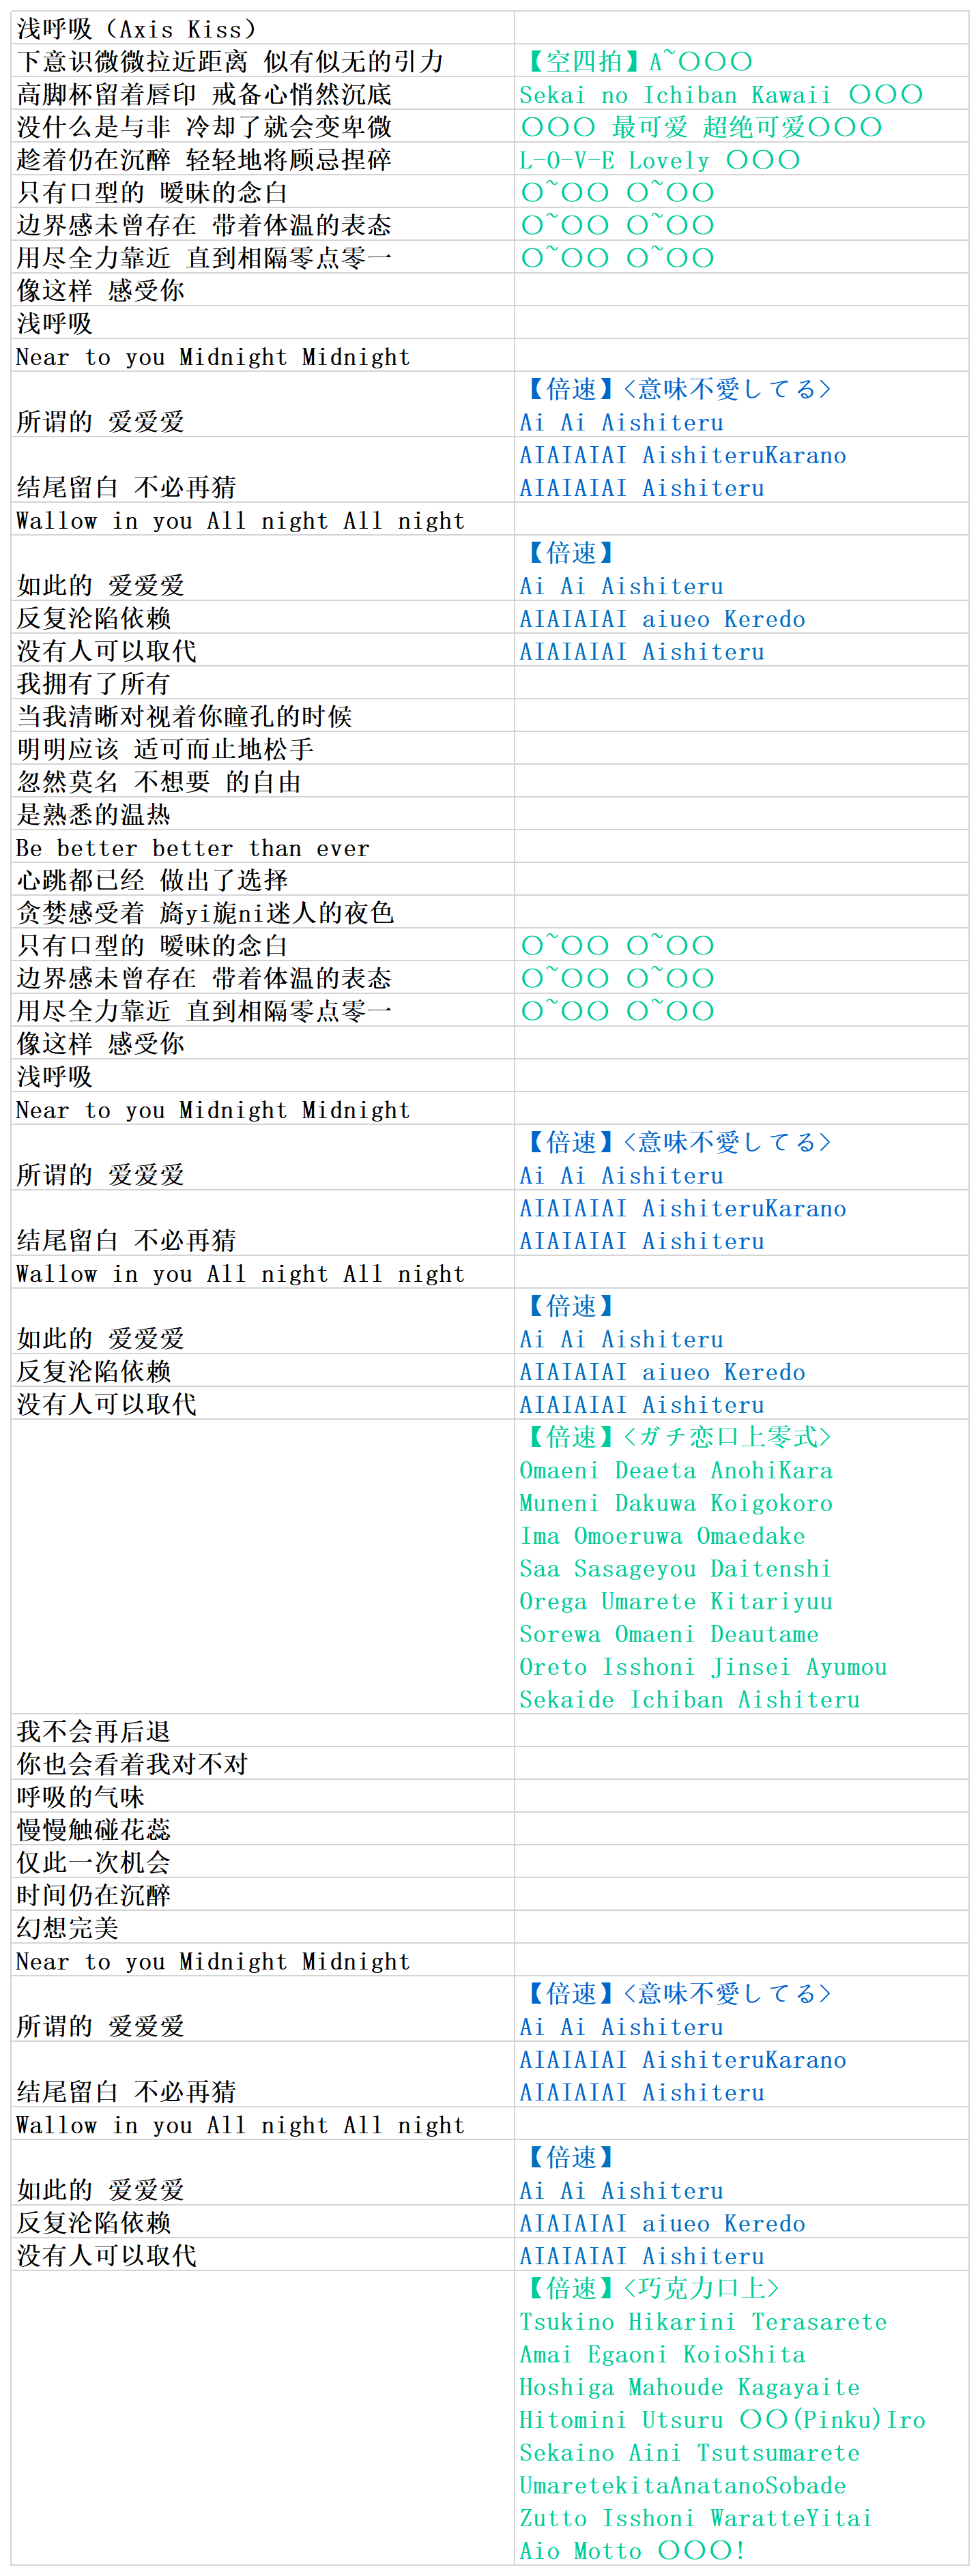 浅呼吸（Axis Kiss）
下意识微微拉近距离 似有似无的引力 【空四拍】A~〇〇〇
高脚杯留着唇印 戒备心悄然沉底 Sekai no Ichiban Kawaii 〇〇〇
没什么是与非 冷却了就会变卑微 〇〇〇 最可爱 超绝可爱〇〇〇
趁着仍在沉醉 轻轻地将顾忌捏碎 L-O-V-E Lovely 〇〇〇
只有口型的 暧昧的念白 〇~〇〇 〇~〇〇
边界感未曾存在 带着体温的表态 〇~〇〇 〇~〇〇
用尽全力靠近 直到相隔零点零一 〇~〇〇 〇~〇〇
像这样 感受你
浅呼吸
Near to you Midnight Midnight
【倍速】<意味不愛してる>
所谓的 爱爱爱 Ai Ai Aishiteru
AIAIAIAI AishiteruKarano
结尾留白 不必再猜 AIAIAIAI Aishiteru
Wallow in you All night All night
【倍速】
如此的 爱爱爱 Ai Ai Aishiteru
反复沦陷依赖 AIAIAIAI aiueo Keredo
没有人可以取代 AIAIAIAI Aishiteru
我拥有了所有
当我清晰对视着你瞳孔的时候
明明应该 适可而止地松手
忽然莫名 不想要 的自由
是熟悉的温热
Be better better than ever
心跳都已经 做出了选择
贪婪感受着 旖yi旎ni迷人的夜色
只有口型的 暧昧的念白 〇~〇〇 〇~〇〇
边界感未曾存在 带着体温的表态 〇~〇〇 〇~〇〇
用尽全力靠近 直到相隔零点零一 〇~〇〇 〇~〇〇
像这样 感受你
浅呼吸
Near to you Midnight Midnight
【倍速】<意味不愛してる>
所谓的 爱爱爱 Ai Ai Aishiteru
AIAIAIAI AishiteruKarano
结尾留白 不必再猜 AIAIAIAI Aishiteru
Wallow in you All night All night
【倍速】
如此的 爱爱爱 Ai Ai Aishiteru
反复沦陷依赖 AIAIAIAI aiueo Keredo
没有人可以取代 AIAIAIAI Aishiteru
【倍速】<ガチ恋口上零式>
Omaeni Deaeta AnohiKara
Muneni Dakuwa Koigokoro
Ima Omoeruwa Omaedake
Saa Sasageyou Daitenshi
Orega Umarete Kitariyuu
Sorewa Omaeni Deautame
Oreto Isshoni Jinsei Ayumou
Sekaide Ichiban Aishiteru
我不会再后退
你也会看着我对不对
呼吸的气味
慢慢触碰花蕊
仅此一次机会
时间仍在沉醉
幻想完美
Near to you Midnight Midnight
【倍速】<意味不愛してる>
所谓的 爱爱爱 Ai Ai Aishiteru
AIAIAIAI AishiteruKarano
结尾留白 不必再猜 AIAIAIAI Aishiteru
Wallow in you All night All night
【倍速】
如此的 爱爱爱 Ai Ai Aishiteru
反复沦陷依赖 AIAIAIAI aiueo Keredo
没有人可以取代 AIAIAIAI Aishiteru
【倍速】<巧克力口上>
Tsukino Hikarini Terasarete
Amai Egaoni KoioShita
Hoshiga Mahoude Kagayaite
Hitomini Utsuru 〇〇(Pinku)Iro
Sekaino Aini Tsutsumarete
UmaretekitaAnatanoSobade
Zutto Isshoni WaratteYitai
Aio Motto 〇〇〇!